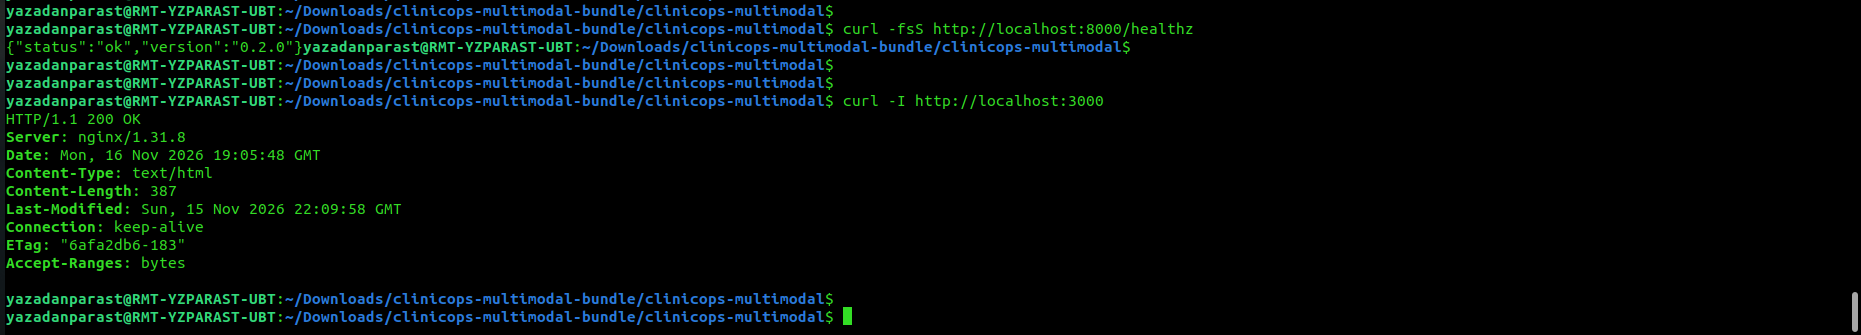 yazadanparast@RMT-YZPARAST-UBT:~/Downloads/clinicops-multimodal-bundle/clinicops-multimodal$
yazadanparast@RMT-YZPARAST-UBT:~/Downloads/clinicops-multimodal-bundle/clinicops-multimodal$ curl -fsS http://localhost:8000/healthz
{"status":"ok","version":"0.2.0"}yazadanparast@RMT-YZPARAST-UBT:~/Downloads/clinicops-multimodal-bundle/clinicops-multimodal$
yazadanparast@RMT-YZPARAST-UBT:~/Downloads/clinicops-multimodal-bundle/clinicops-multimodal$
yazadanparast@RMT-YZPARAST-UBT:~/Downloads/clinicops-multimodal-bundle/clinicops-multimodal$
yazadanparast@RMT-YZPARAST-UBT:~/Downloads/clinicops-multimodal-bundle/clinicops-multimodal$ curl -I http://localhost:3000
HTTP/1.1 200 OK
Server: nginx/1.31.8
Date: Mon, 16 Nov 2026 19:05:48 GMT
Content-Type: text/html
Content-Length: 387
Last-Modified: Sun, 15 Nov 2026 22:09:58 GMT
Connection: keep-alive
ETag: "6afa2db6-183"
Accept-Ranges: bytes
yazadanparast@RMT-YZPARAST-UBT:~/Downloads/clinicops-multimodal-bundle/clinicops-multimodal$
yazadanparast@RMT-YZPARAST-UBT:~/Downloads/clinicops-multimodal-bundle/clinicops-multimodal$